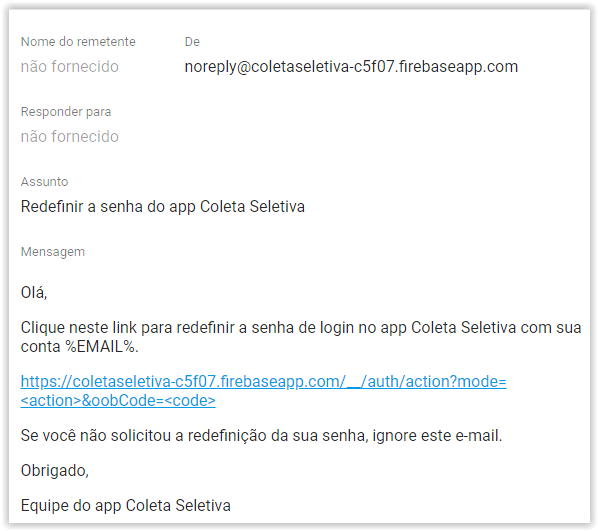 Nome do remetente De
não fornecido noreply@coletaseletiva-c5f07.firebaseapp.com
Responder para
não fornecido
Assunto
Redefinir a senha do app Coleta Seletiva
Mensagem
Olá,
Clique neste link para redefinir a senha de login no app Coleta Seletiva com sua
conta %EMAIL%.
https://coletaseletiva-c5f07.firebaseapp.com/__/auth/action?mode=
<action>&oobCode=<code>
Se você não solicitou a redefinição da sua senha, ignore este e-mail.
Obrigado,
Equipe do app Coleta Seletiva